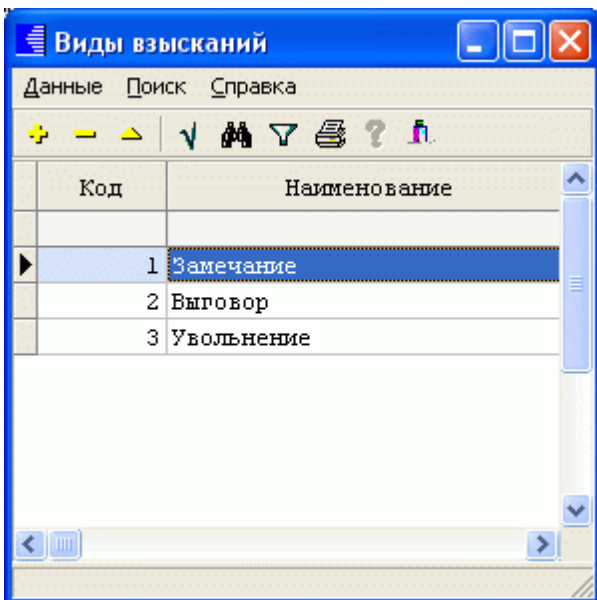 Виды взысканий
Данные Поиск Справка
Код Наименование
1 Замечание
2 Выговор
3 Увольнение